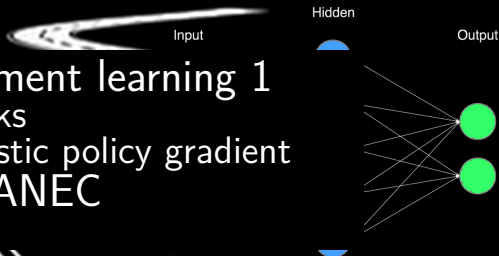 Hidden
Input
Output
ment learning 1
ks
stic policy gradient
ANEC